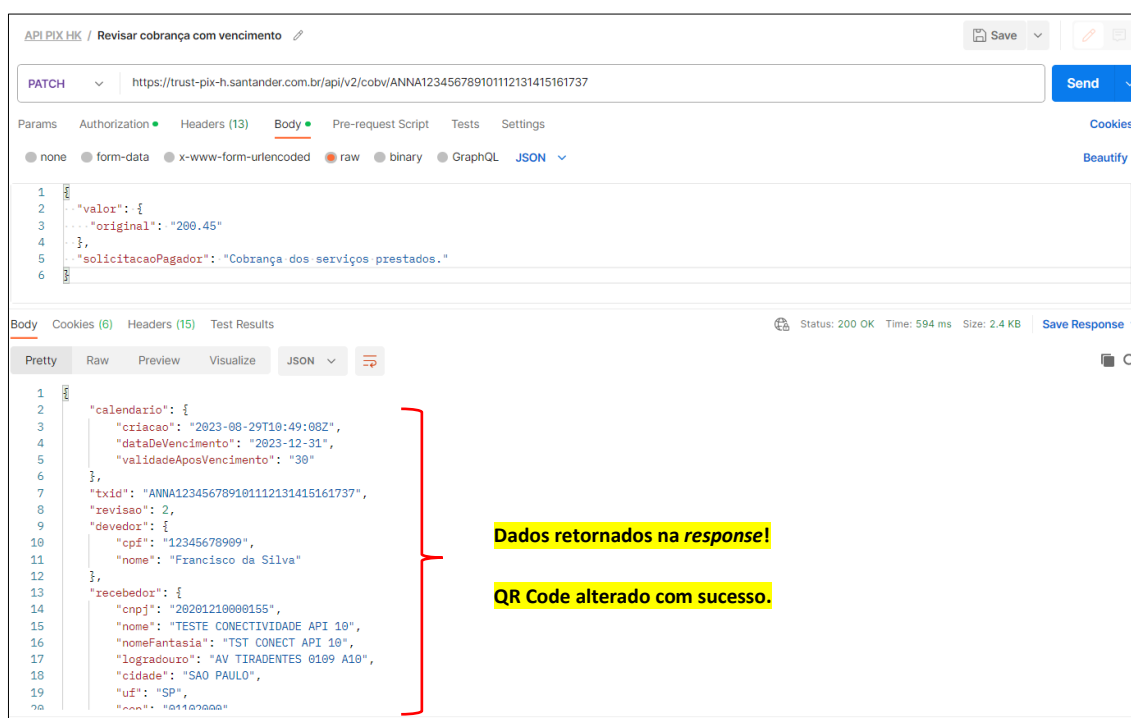 API PIX HK / Revisar cobrança com vencimento
Save
PATCH https://trust-pix-h.santander.com.br/api/v2/cobv/ANNA123456789101112131415161737 Send
Params Authorization Headers (13) Body Pre-request Script Tests Settings Cookies
none form-data x-www-form-urlencoded raw binary GraphQL JSON Beautify
1 {
2 "valor": {
3 "original": "200.45"
4 },
5 "solicitacaoPagador": "Cobrança dos serviços prestados."
6 }
Body Cookies (6) Headers (15) Test Results Status: 200 OK Time: 594 ms Size: 2.4 KB Save Response
Pretty Raw Preview Visualize JSON
1 {
2 "calendario": {
3 "criacao": "2023-08-29T10:49:08Z",
4 "dataDeVencimento": "2023-12-31",
5 "validadeAposVencimento": "30"
6 },
7 "txid": "ANNA123456789101112131415161737",
8 "revisao": 2,
9 "devedor": {
10 "cpf": "12345678909",
11 "nome": "Francisco da Silva"
12 },
13 "recebedor": {
14 "cnpj": "20201210000155",
15 "nome": "TESTE CONECTIVIDADE API 10",
16 "nomeFantasia": "TST CONECT API 10",
17 "logradouro": "AV TIRADENTES 0109 A10",
18 "cidade": "SAO PAULO",
19 "uf": "SP",
20 "cep": "01102000"
Dados retornados na response!
QR Code alterado com sucesso.